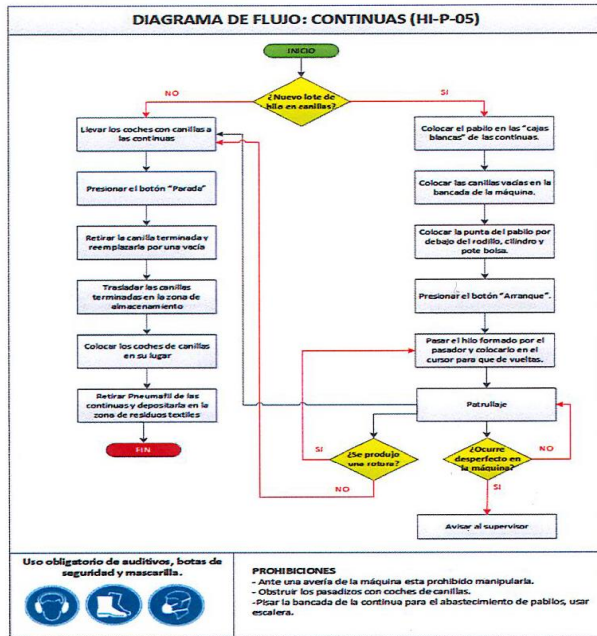 DIAGRAMA DE FLUJO: CONTINUAS (HI-P-05)
INICIO
¿Nuevo lote de
hilo en canillas?
NO
SI
Llevar los coches con canillas a
las continuas
Presionar el botón "Parada"
Retirar la canilla terminada y
reemplazarla por una vacía
Trasladar las canillas
terminadas en la zona de
almacenamiento
Colocar los coches de canillas
en su lugar
Retirar Pneumafil de las
continuas y depositarla en la
zona de residuos textiles
FIN
Colocar el pabilo en las "cajas
blancas" de las continuas.
Colocar las canillas vacías en la
bancada de la máquina.
Colocar la punta del pabilo por
debajo del rodillo, cilindro y
pote bolsa.
Presionar el botón "Arranque".
Pasar el hilo formado por el
pasador y colocarlo en el
cursor para que de vueltas.
Patrullaje
¿Se produjo
una rotura?
SI
NO
¿Ocurre
desperfecto en
la máquina?
NO
SI
Avisar al supervisor
Uso obligatorio de auditivos, botas de
seguridad y mascarilla.
PROHIBICIONES
- Ante una avería de la máquina esta prohibido manipularla.
- Obstruir los pasadizos con coches de canillas.
-Pisar la bancada de la continua para el abastecimiento de pabilos, usar
escalera.